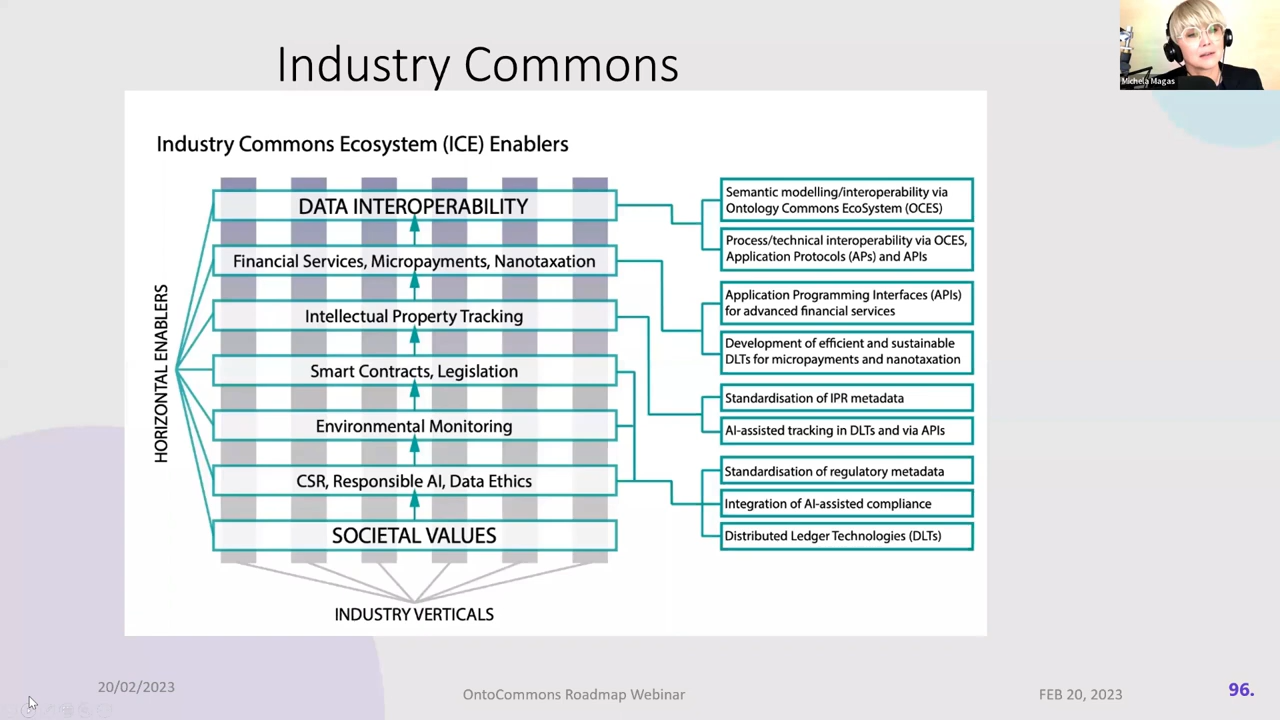 Industry Commons
Michela Magas
Industry Commons Ecosystem (ICE) Enablers
HORIZONTAL ENABLERS
DATA INTEROPERABILITY
Financial Services, Micropayments, Nanotaxation
Intellectual Property Tracking
Smart Contracts, Legislation
Environmental Monitoring
CSR, Responsible AI, Data Ethics
SOCIETAL VALUES
INDUSTRY VERTICALS
Semantic modelling/interoperability via
Ontology Commons EcoSystem (OCES)
Process/technical interoperability via OCES,
Application Protocols (APs) and APIs
Application Programming Interfaces (APIs)
for advanced financial services
Development of efficient and sustainable
DLTs for micropayments and nanotaxation
Standardisation of IPR metadata
AI-assisted tracking in DLTs and via APIs
Standardisation of regulatory metadata
Integration of AI-assisted compliance
Distributed Ledger Technologies (DLTs)
20/02/2023
OntoCommons Roadmap Webinar
FEB 20, 2023
96.